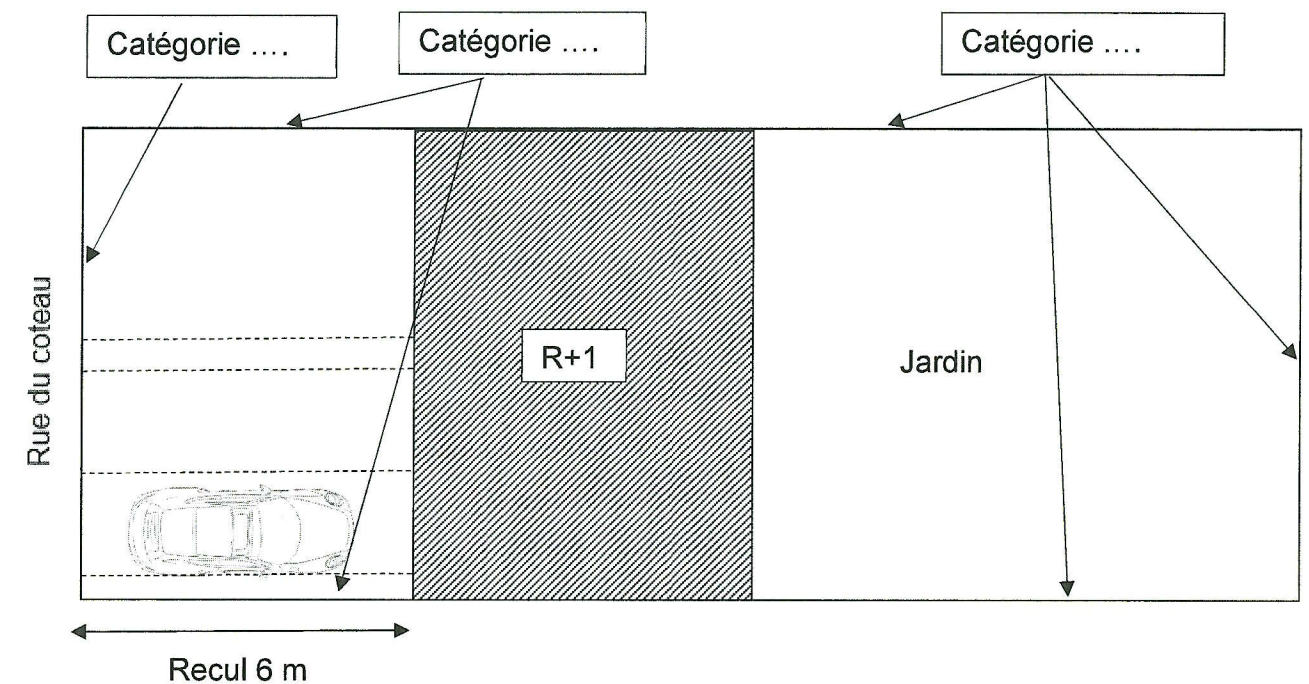 Catégorie ….
Catégorie ….
Catégorie ….
Rue du coteau
R+1
Jardin
Recul 6 m